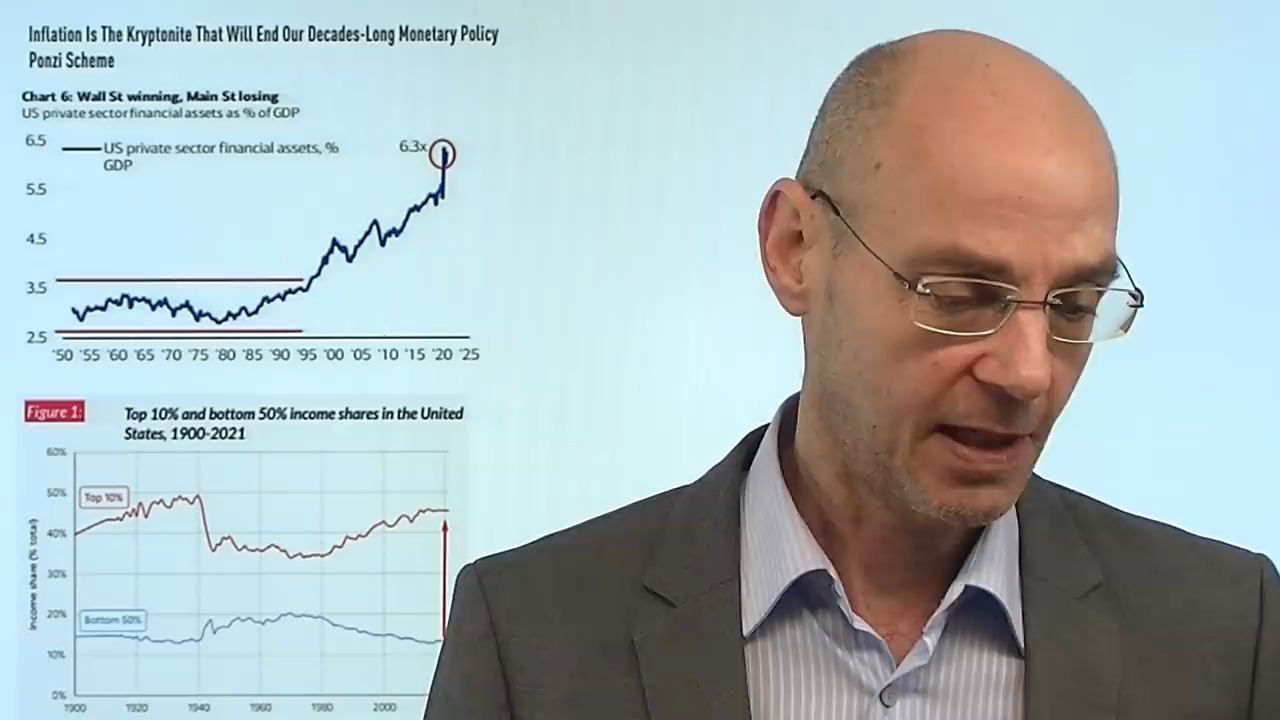 Inflation Is The Kryptonite That Will End Our Decades-Long Monetary Policy
Ponzi Scheme
Chart 6: Wall St winning, Main St losing
US private sector financial assets as % of GDP
6.5
US private sector financial assets, %
GDP
6.3x
5.5
4.5
3.5
2.5
'50 '55 '60 '65 '70 '75 '80 '85 '90 '95 '00 '05 '10 '15 '20 '25
Figure 1:
Top 10% and bottom 50% income shares in the United
States, 1900-2021
60%
50%
Top 10%
40%
30%
20%
Bottom 50%
10%
0%
Income share (% total)
1900 1920 1940 1960 1980 2000